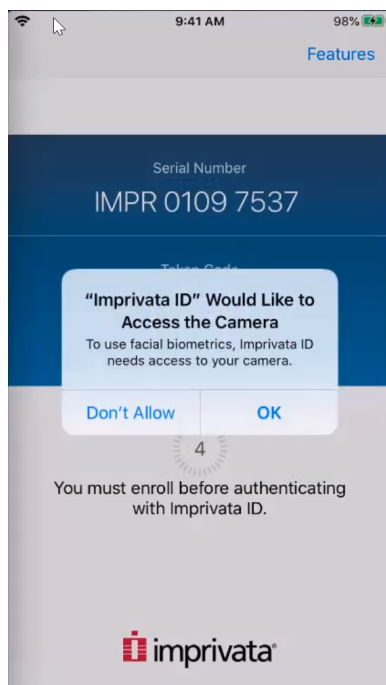 9:41 AM
98%
Features
Serial Number
IMPR 0109 7537
Token Code
“Imprivata ID” Would Like to
Access the Camera
To use facial biometrics, Imprivata ID
needs access to your camera.
Don’t Allow
OK
4
You must enroll before authenticating
with Imprivata ID.
imprivata®